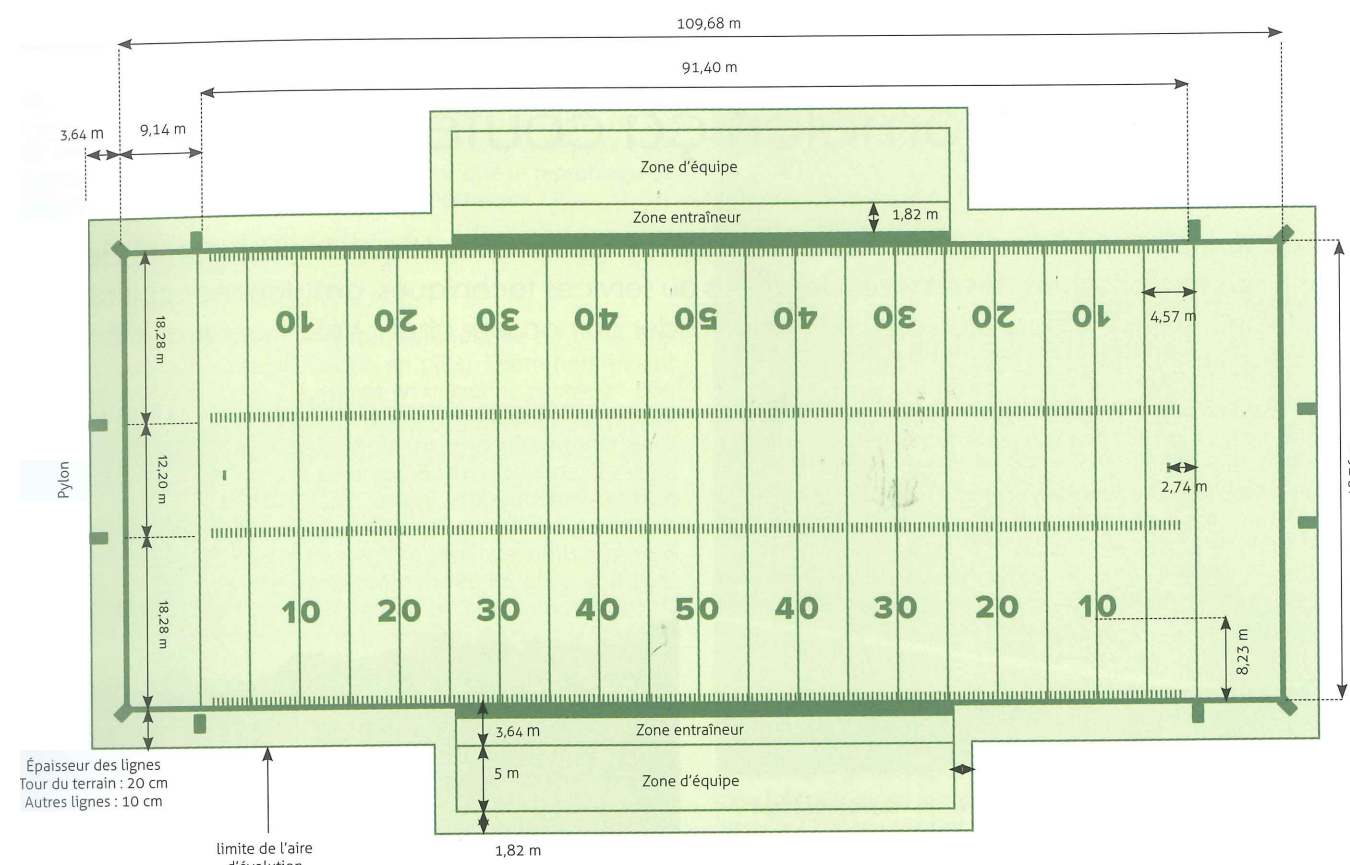 109,68 m
91,40 m
3,64 m
9,14 m
Zone d'équipe
Zone entraîneur
1,82 m
10 20 30 40 50 40 30 20 10
4,57 m
18,28 m
12,20 m
2,74 m
Pylon
18,28 m
10 20 30 40 50 40 30 20 10
8,23 m
3,64 m
Zone entraîneur
5 m
Zone d'équipe
1,82 m
Épaisseur des lignes
Tour du terrain : 20 cm
Autres lignes : 10 cm
limite de l'aire
d'évolution